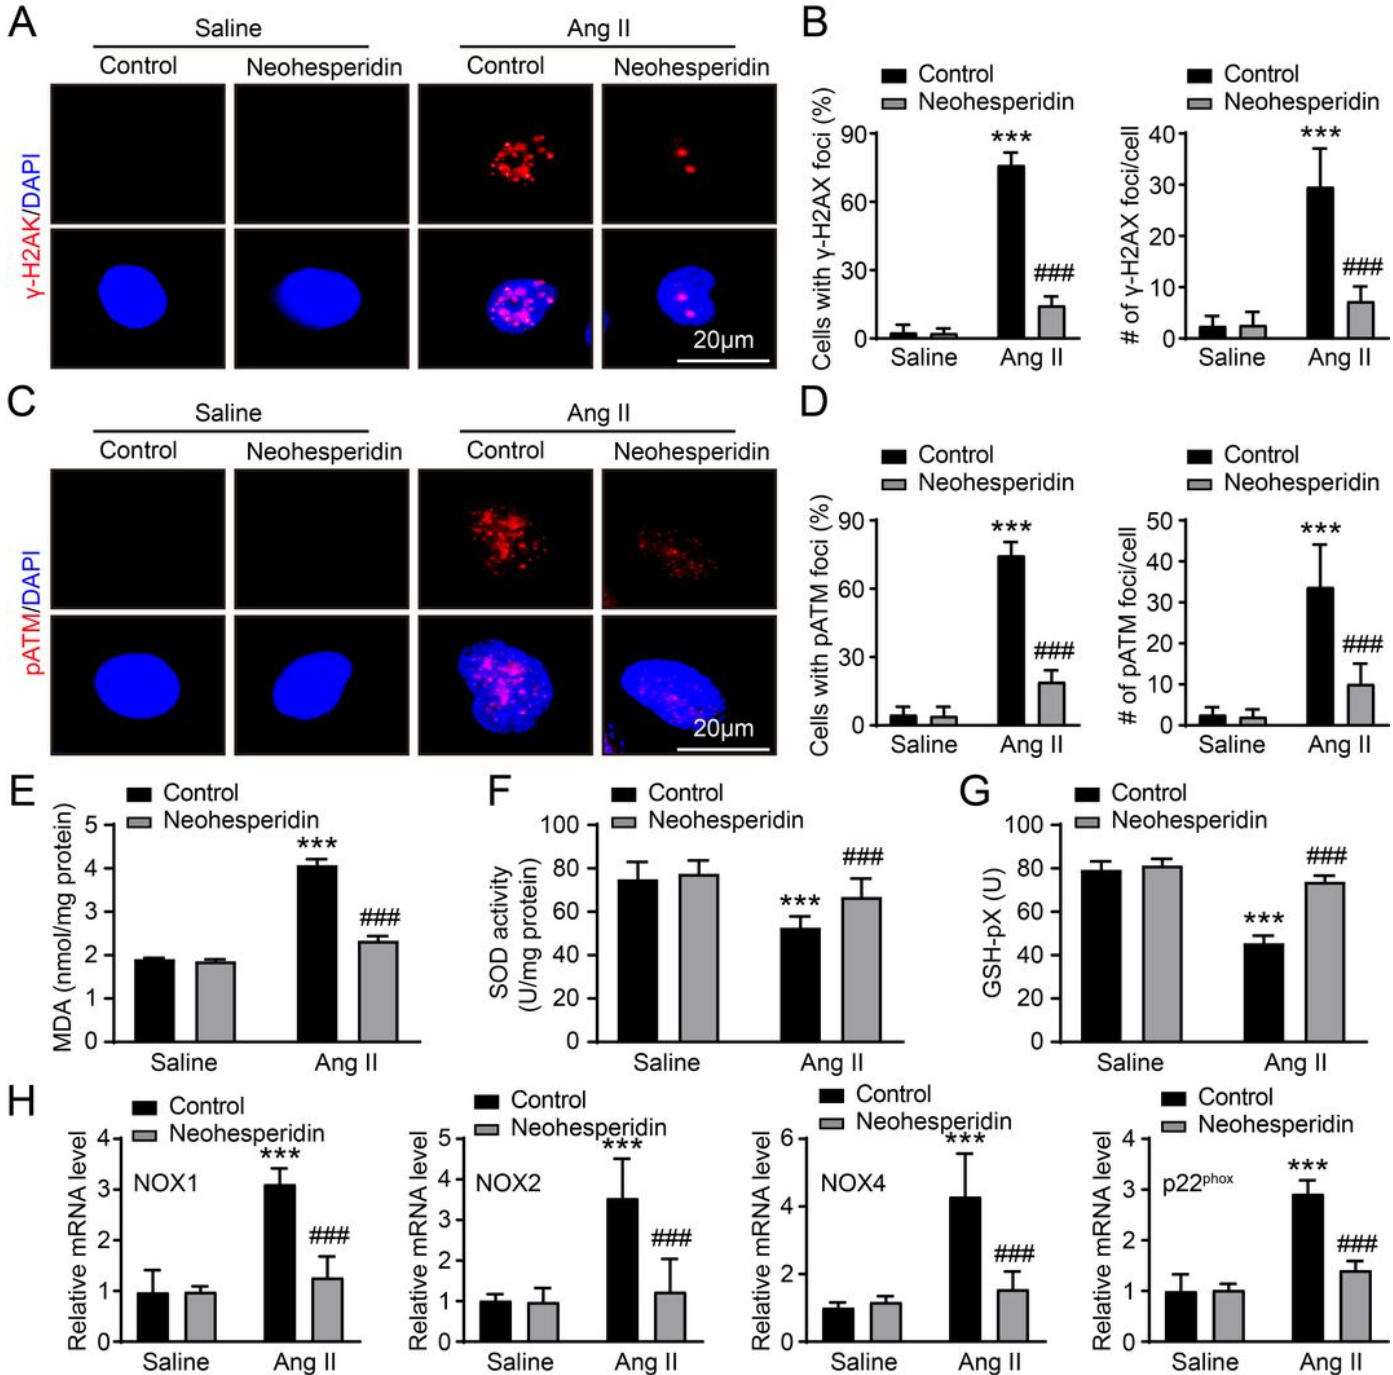 A
Saline
Ang II
Control
Neohesperidin
Control
Neohesperidin
γ-H2AK/DAPI
20μm
B
Control
Neohesperidin
Cells with γ-H2AX foci (%)
90
60
30
0
***
###
Saline
Ang II
Control
Neohesperidin
# of γ-H2AX foci/cell
40
30
20
10
0
***
###
Saline
Ang II
C
Saline
Ang II
Control
Neohesperidin
Control
Neohesperidin
pATM/DAPI
20μm
D
Control
Neohesperidin
Cells with pATM foci (%)
90
60
30
0
***
###
Saline
Ang II
Control
Neohesperidin
# of pATM foci/cell
50
40
30
20
10
0
***
###
Saline
Ang II
E
Control
Neohesperidin
MDA (nmol/mg protein)
5
4
3
2
1
0
***
###
Saline
Ang II
F
Control
Neohesperidin
SOD activity
(U/mg protein)
100
80
60
40
20
0
***
###
Saline
Ang II
G
Control
Neohesperidin
GSH-pX (U)
100
80
60
40
20
0
***
###
Saline
Ang II
H
Control
Neohesperidin
Relative mRNA level
4
3
2
1
0
NOX1
***
###
Saline
Ang II
Control
Neohesperidin
Relative mRNA level
5
4
3
2
1
0
NOX2
***
###
Saline
Ang II
Control
Neohesperidin
Relative mRNA level
6
4
2
0
NOX4
***
###
Saline
Ang II
Control
Neohesperidin
Relative mRNA level
4
3
2
1
0
p22phox
***
###
Saline
Ang II